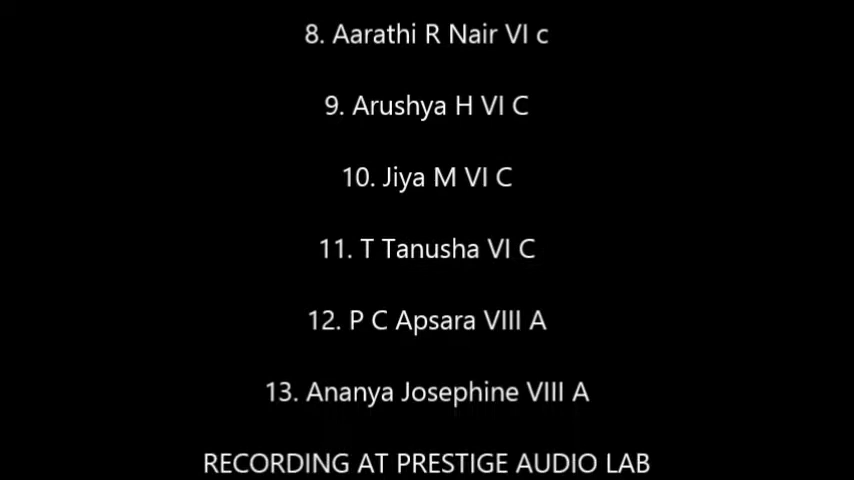 8. Aarathi R Nair VI c
9. Arushya H VI C
10. Jiya M VI C
11. T Tanusha VI C
12. P C Apsara VIII A
13. Ananya Josephine VIII A
RECORDING AT PRESTIGE AUDIO LAB